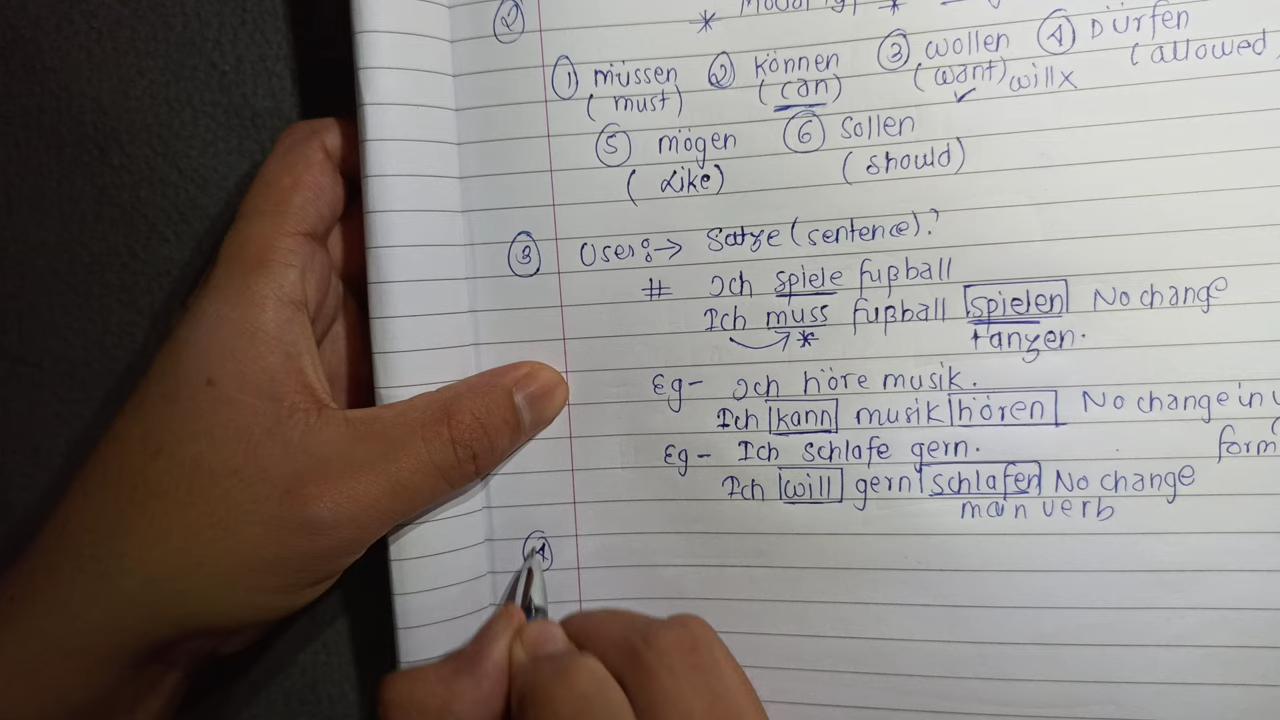 ② * Modal *
① müssen ② können ③ wollen ④ Dürfen
(must) (can) (want) will x (allowed
⑤ mögen ⑥ Sollen
(Like) (should)
③ Uses:→ Satze (sentence)?
# Ich spiele fußball
Ich muss fußball spielen No change
* tanzen.
Eg- Ich höre musik.
Ich kann musik hören No change in
Eg- Ich schlafe gern. form
Ich will gern schlafen No change
main verb
④